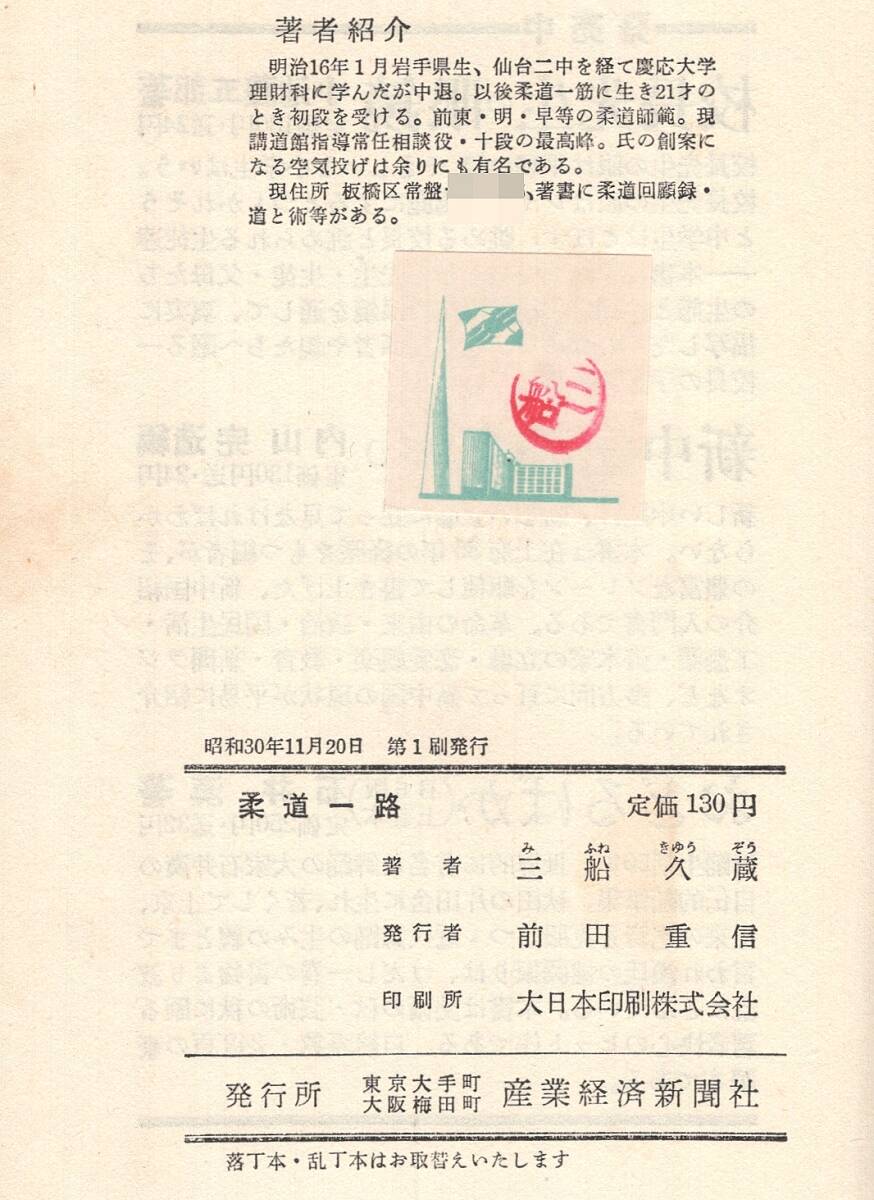 著者紹介
明治16年1月岩手県生、仙台二中を経て慶応大学
理財科に学んだが中退。以後柔道一筋に生き21才の
とき初段を受ける。前東・明・早等の柔道師範。現
講道館指導常任相談役・十段の最高峰。氏の創案に
なる空気投げは余りにも有名である。
現住所 板橋区常盤 、著書に柔道回顧録・
道と術等がある。
三船
昭和30年11月20日 第1刷発行
柔道一路 定価130円
み ふね きゆう ぞう
著者 三船久蔵
発行者 前田重信
印刷所 大日本印刷株式会社
発行所 東京大手町 産業経済新聞社
大阪梅田町
落丁本・乱丁本はお取替えいたします